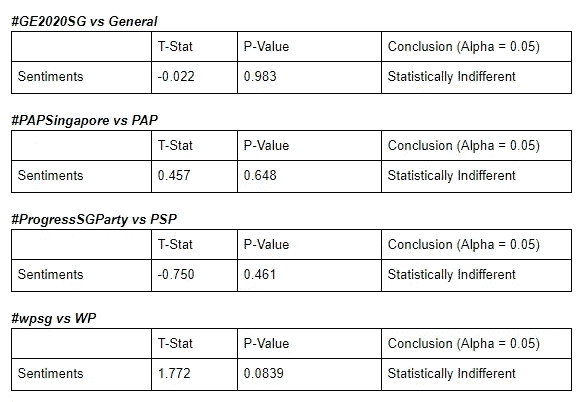 #GE2020SG vs General
T-Stat P-Value Conclusion (Alpha = 0.05)
Sentiments -0.022 0.983 Statistically Indifferent
#PAPSingapore vs PAP
T-Stat P-Value Conclusion (Alpha = 0.05)
Sentiments 0.457 0.648 Statistically Indifferent
#ProgressSGParty vs PSP
T-Stat P-Value Conclusion (Alpha = 0.05)
Sentiments -0.750 0.461 Statistically Indifferent
#wpsg vs WP
T-Stat P-Value Conclusion (Alpha = 0.05)
Sentiments 1.772 0.0839 Statistically Indifferent